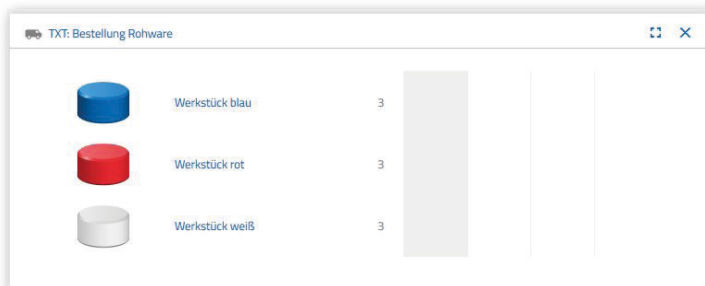 TXT: Bestellung Rohware
Werkstück blau 3
Werkstück rot 3
Werkstück weiß 3